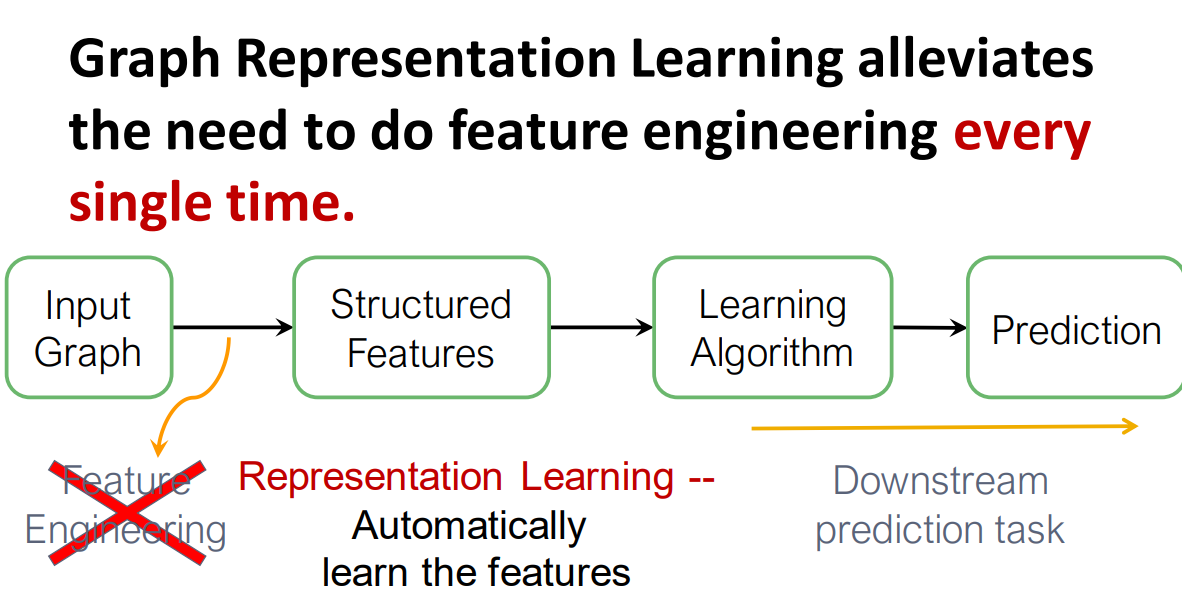 Graph Representation Learning alleviates
the need to do feature engineering every
single time.
Input
Graph
Structured
Features
Learning
Algorithm
Prediction
Feature
Engineering
Representation Learning --
Automatically
learn the features
Downstream
prediction task